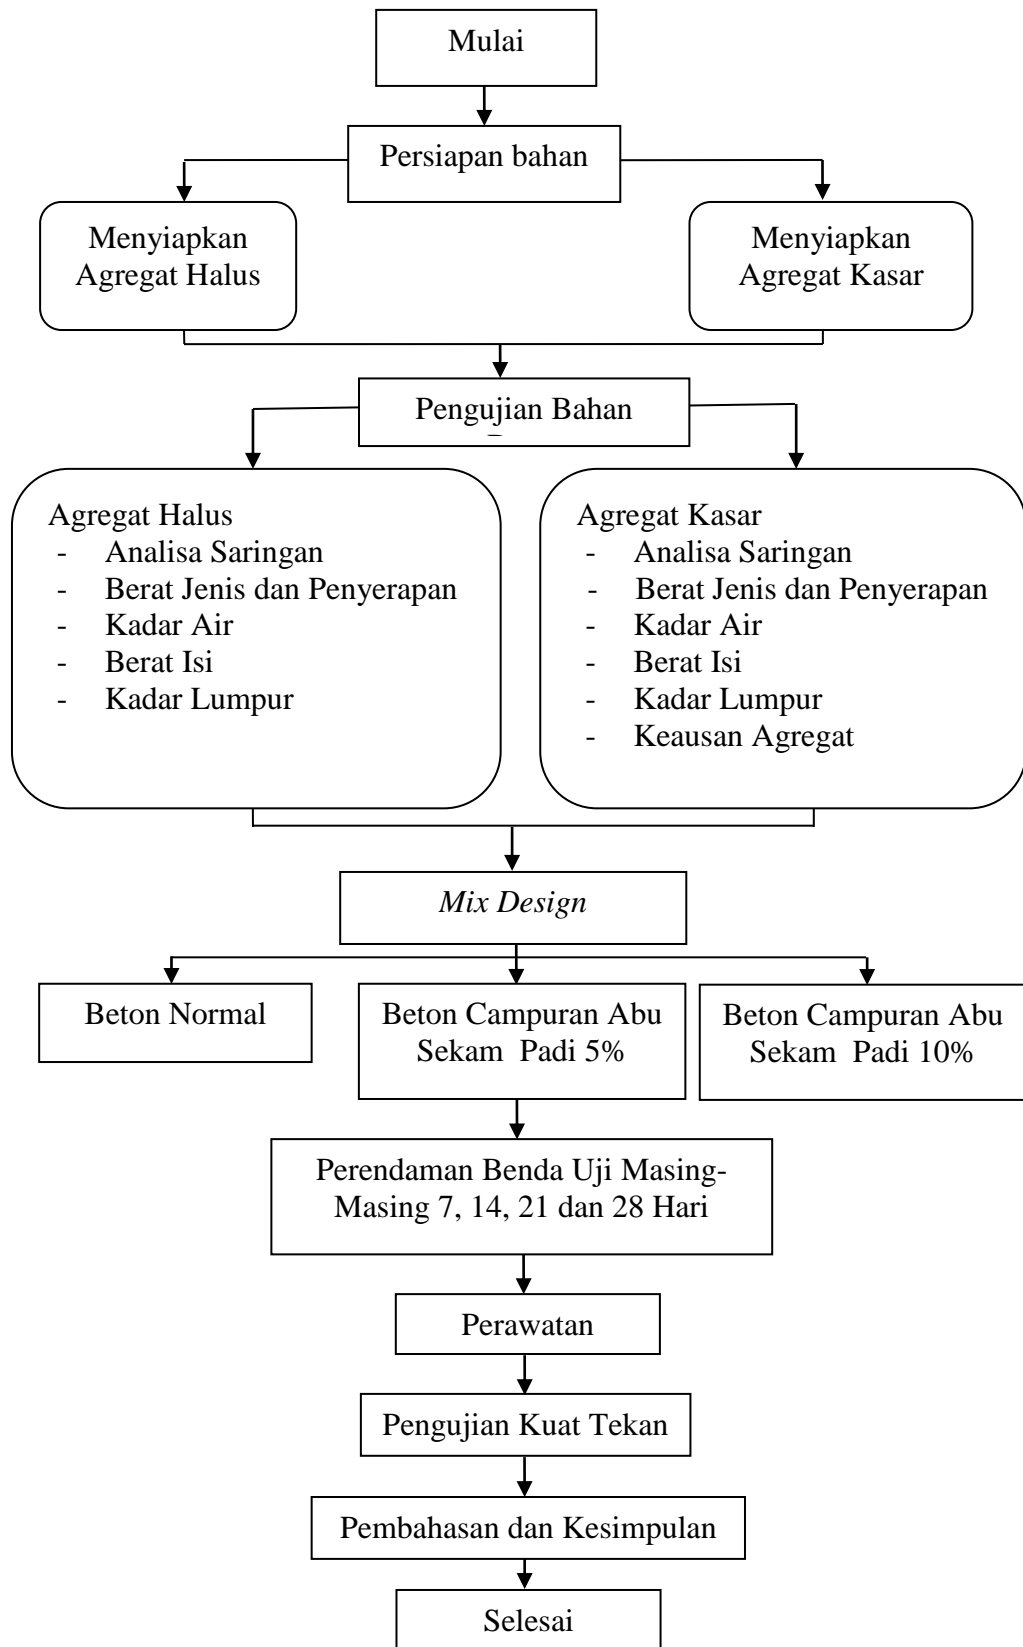 Mulai
Persiapan bahan
Menyiapkan
Agregat Halus
Menyiapkan
Agregat Kasar
Pengujian Bahan
Agregat Halus
- Analisa Saringan
- Berat Jenis dan Penyerapan
- Kadar Air
- Berat Isi
- Kadar Lumpur
Agregat Kasar
- Analisa Saringan
- Berat Jenis dan Penyerapan
- Kadar Air
- Berat Isi
- Kadar Lumpur
- Keausan Agregat
Mix Design
Beton Normal
Beton Campuran Abu
Sekam Padi 5%
Beton Campuran Abu
Sekam Padi 10%
Perendaman Benda Uji Masing-
Masing 7, 14, 21 dan 28 Hari
Perawatan
Pengujian Kuat Tekan
Pembahasan dan Kesimpulan
Selesai